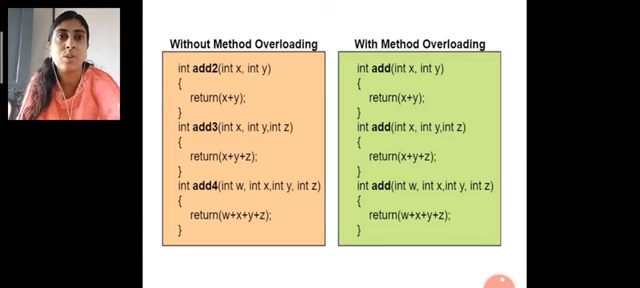 Without Method Overloading
int add2(int x, int y)
{
return(x+y);
}
int add3(int x, int y,int z)
{
return(x+y+z);
}
int add4(int w, int x,int y, int z)
{
return(w+x+y+z);
}
With Method Overloading
int add(int x, int y)
{
return(x+y);
}
int add(int x, int y,int z)
{
return(x+y+z);
}
int add(int w, int x,int y, int z)
{
return(w+x+y+z);
}